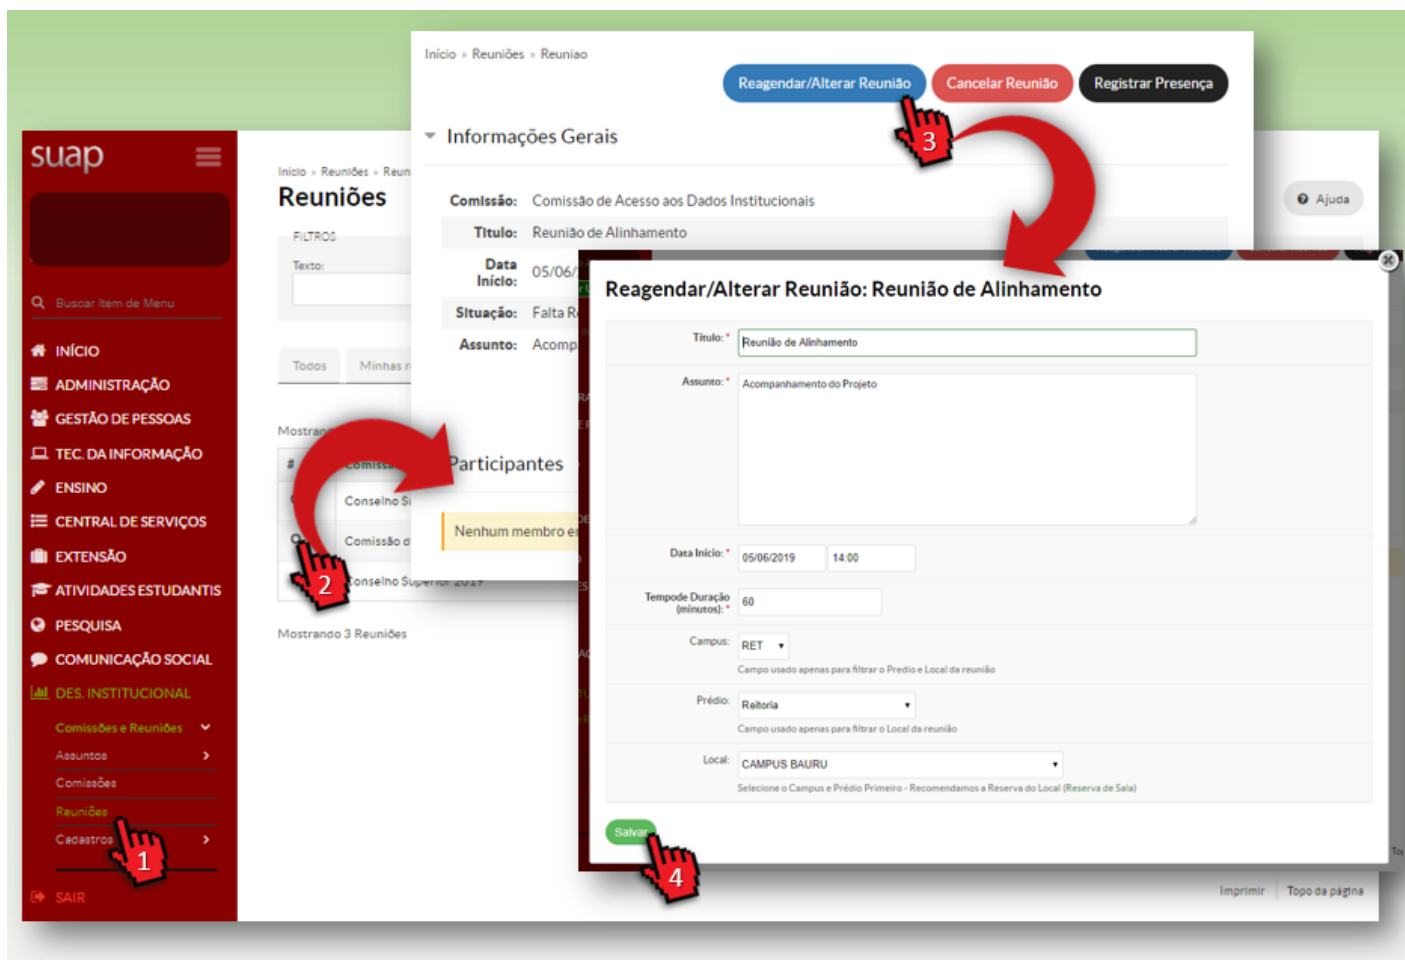 suap
Buscar Item de Menu
INÍCIO
ADMINISTRAÇÃO
GESTÃO DE PESSOAS
TEC. DA INFORMAÇÃO
ENSINO
CENTRAL DE SERVIÇOS
EXTENSÃO
ATIVIDADES ESTUDANTIS
PESQUISA
COMUNICAÇÃO SOCIAL
DES. INSTITUCIONAL
Comissões e Reuniões
Assuntos
Comissões
Reuniões
Cadastros
1
SAIR
Início » Reuniões » Reun
Reuniões
FILTROS
Texto:
Todos
Minhas r
#
Conselho S
Comissão d
2
Conselho Superior 2019
Mostrando 3 Reuniões
Ajuda
Início » Reuniões » Reuniao
Reagendar/Alterar Reunião Cancelar Reunião Registrar Presença
3
Informações Gerais
Comissão: Comissão de Acesso aos Dados Institucionais
Título: Reunião de Alinhamento
Data Início: 05/06/
Situação: Falta R
Assunto: Acomp
Participantes
Nenhum membro e
Reagendar/Alterar Reunião: Reunião de Alinhamento
Título: * Reunião de Alinhamento
Assunto: * Acompanhamento do Projeto
Data Início: * 05/06/2019 14:00
Tempode Duração
(minutos): * 60
Campus: RET
Campo usado apenas para filtrar o Predio e Local da reunião
Prédio: Reitoria
Campo usado apenas para filtrar o Local da reunião
Local: CAMPUS BAURU
Selecione o Campus e Prédio Primeiro - Recomendamos a Reserva do Local (Reserva de Sala)
Salvar
4
Imprimir Topo da página